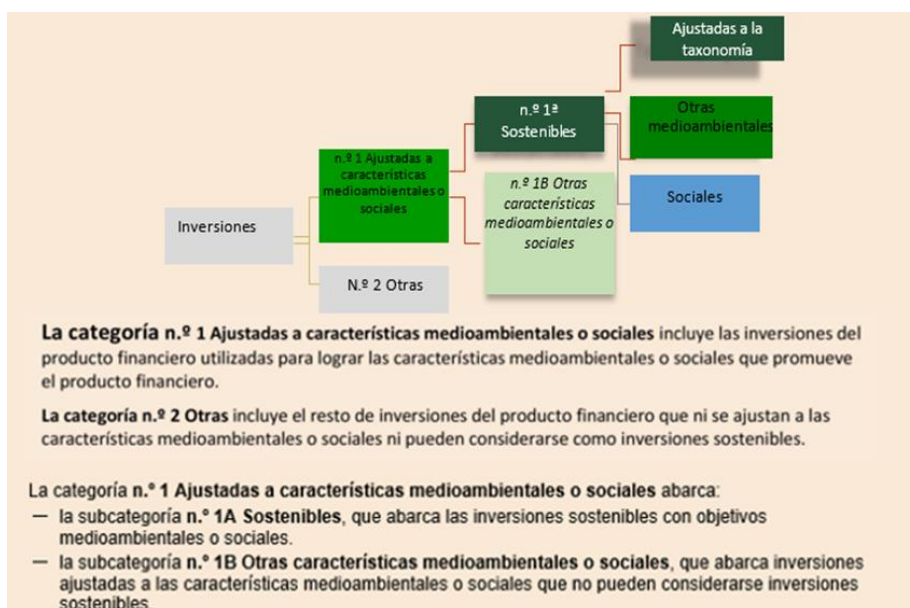 Ajustadas a la
taxonomía
n.º 1ª
Sostenibles
Otras
medioambientales
n.º 1 Ajustadas a
características
medioambientales o
sociales
n.º 1B Otras
características
medioambientales o
sociales
Sociales
Inversiones
N.º 2 Otras
La categoría n.º 1 Ajustadas a características medioambientales o sociales incluye las inversiones del
producto financiero utilizadas para lograr las características medioambientales o sociales que promueve
el producto financiero.
La categoría n.º 2 Otras incluye el resto de inversiones del producto financiero que ni se ajustan a las
características medioambientales o sociales ni pueden considerarse como inversiones sostenibles.
La categoría n.º 1 Ajustadas a características medioambientales o sociales abarca:
— la subcategoría n.º 1A Sostenibles, que abarca las inversiones sostenibles con objetivos
medioambientales o sociales.
— la subcategoría n.º 1B Otras características medioambientales o sociales, que abarca inversiones
ajustadas a las características medioambientales o sociales que no pueden considerarse inversiones
sostenibles.